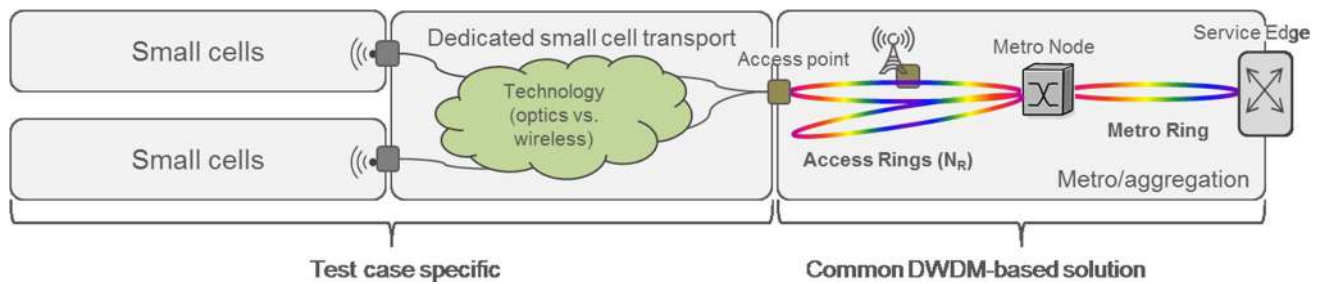 Small cells
Small cells
Dedicated small cell transport
Technology
(optics vs.
wireless)
Access point
Metro Node
Service Edge
Access Rings (NR)
Metro Ring
Metro/aggregation
Test case specific
Common DWDM-based solution